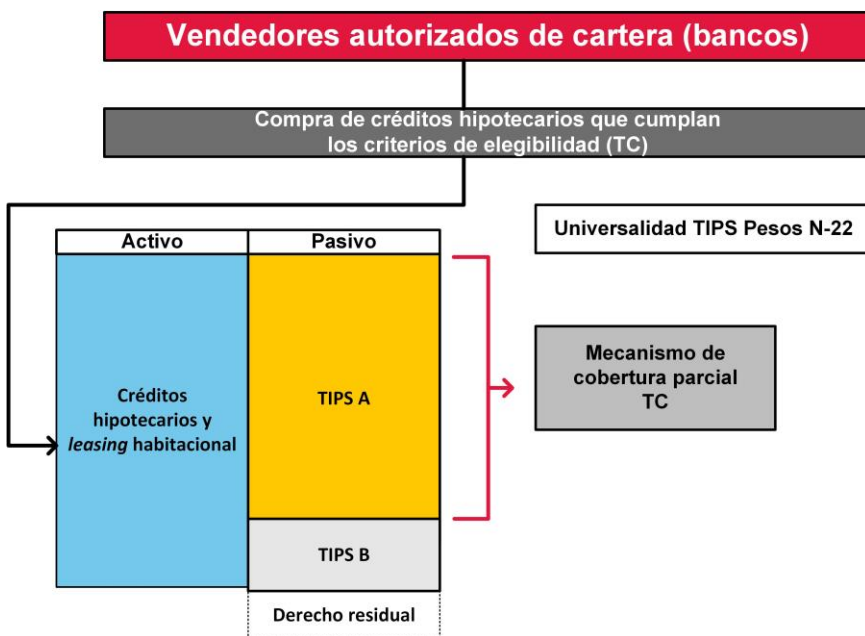 Vendedores autorizados de cartera (bancos)
Compra de créditos hipotecarios que cumplan
los criterios de elegibilidad (TC)
Universalidad TIPS Pesos N-22
Activo
Pasivo
Créditos
hipotecarios y
leasing habitacional
TIPS A
Mecanismo de
cobertura parcial
TC
TIPS B
Derecho residual